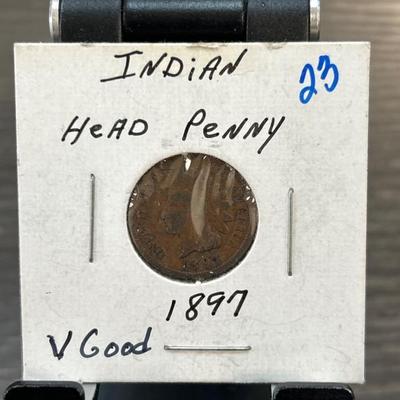 INDiAN
23
HeAD PeNNY
1897
V Good